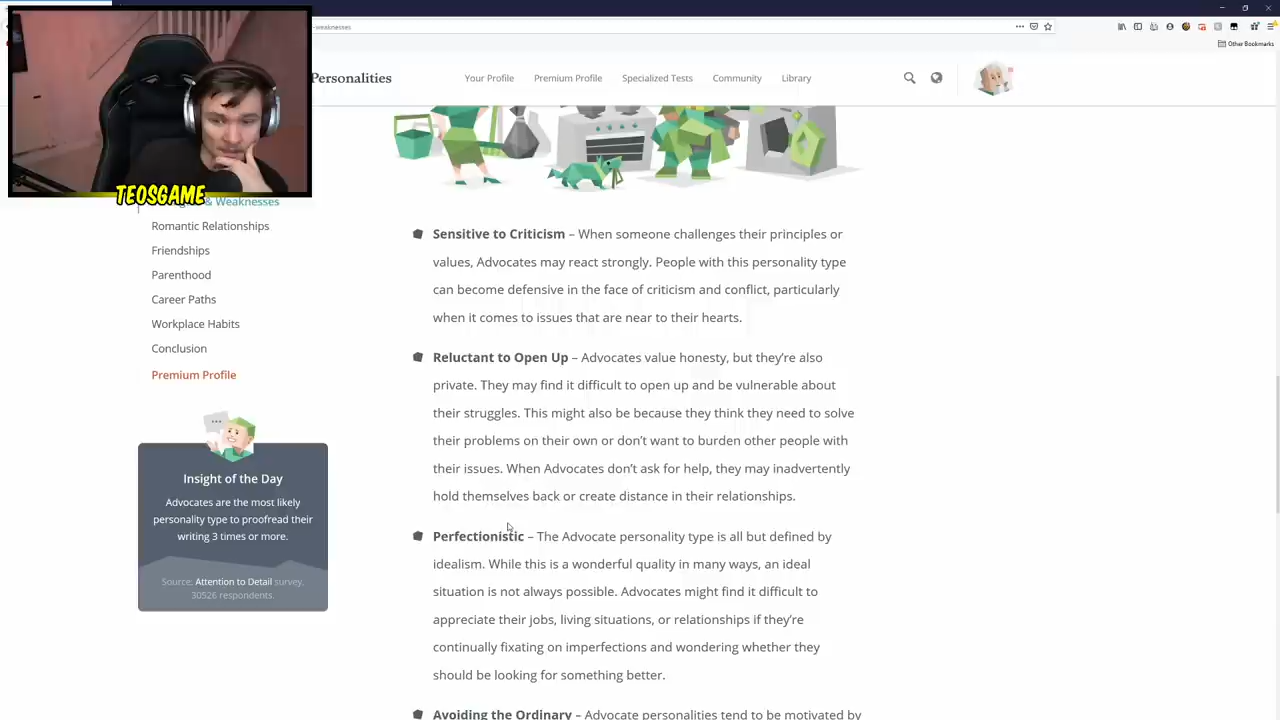 -weaknesses
Other Bookmarks
Personalities
Your Profile
Premium Profile
Specialized Tests
Community
Library
TEOSGAME
& Weaknesses
Romantic Relationships
Friendships
Parenthood
Career Paths
Workplace Habits
Conclusion
Premium Profile
Insight of the Day
Advocates are the most likely
personality type to proofread their
writing 3 times or more.
Source: Attention to Detail survey,
30526 respondents.
Sensitive to Criticism – When someone challenges their principles or
values, Advocates may react strongly. People with this personality type
can become defensive in the face of criticism and conflict, particularly
when it comes to issues that are near to their hearts.
Reluctant to Open Up – Advocates value honesty, but they’re also
private. They may find it difficult to open up and be vulnerable about
their struggles. This might also be because they think they need to solve
their problems on their own or don’t want to burden other people with
their issues. When Advocates don’t ask for help, they may inadvertently
hold themselves back or create distance in their relationships.
Perfectionistic – The Advocate personality type is all but defined by
idealism. While this is a wonderful quality in many ways, an ideal
situation is not always possible. Advocates might find it difficult to
appreciate their jobs, living situations, or relationships if they’re
continually fixating on imperfections and wondering whether they
should be looking for something better.
Avoiding the Ordinary – Advocate personalities tend to be motivated by